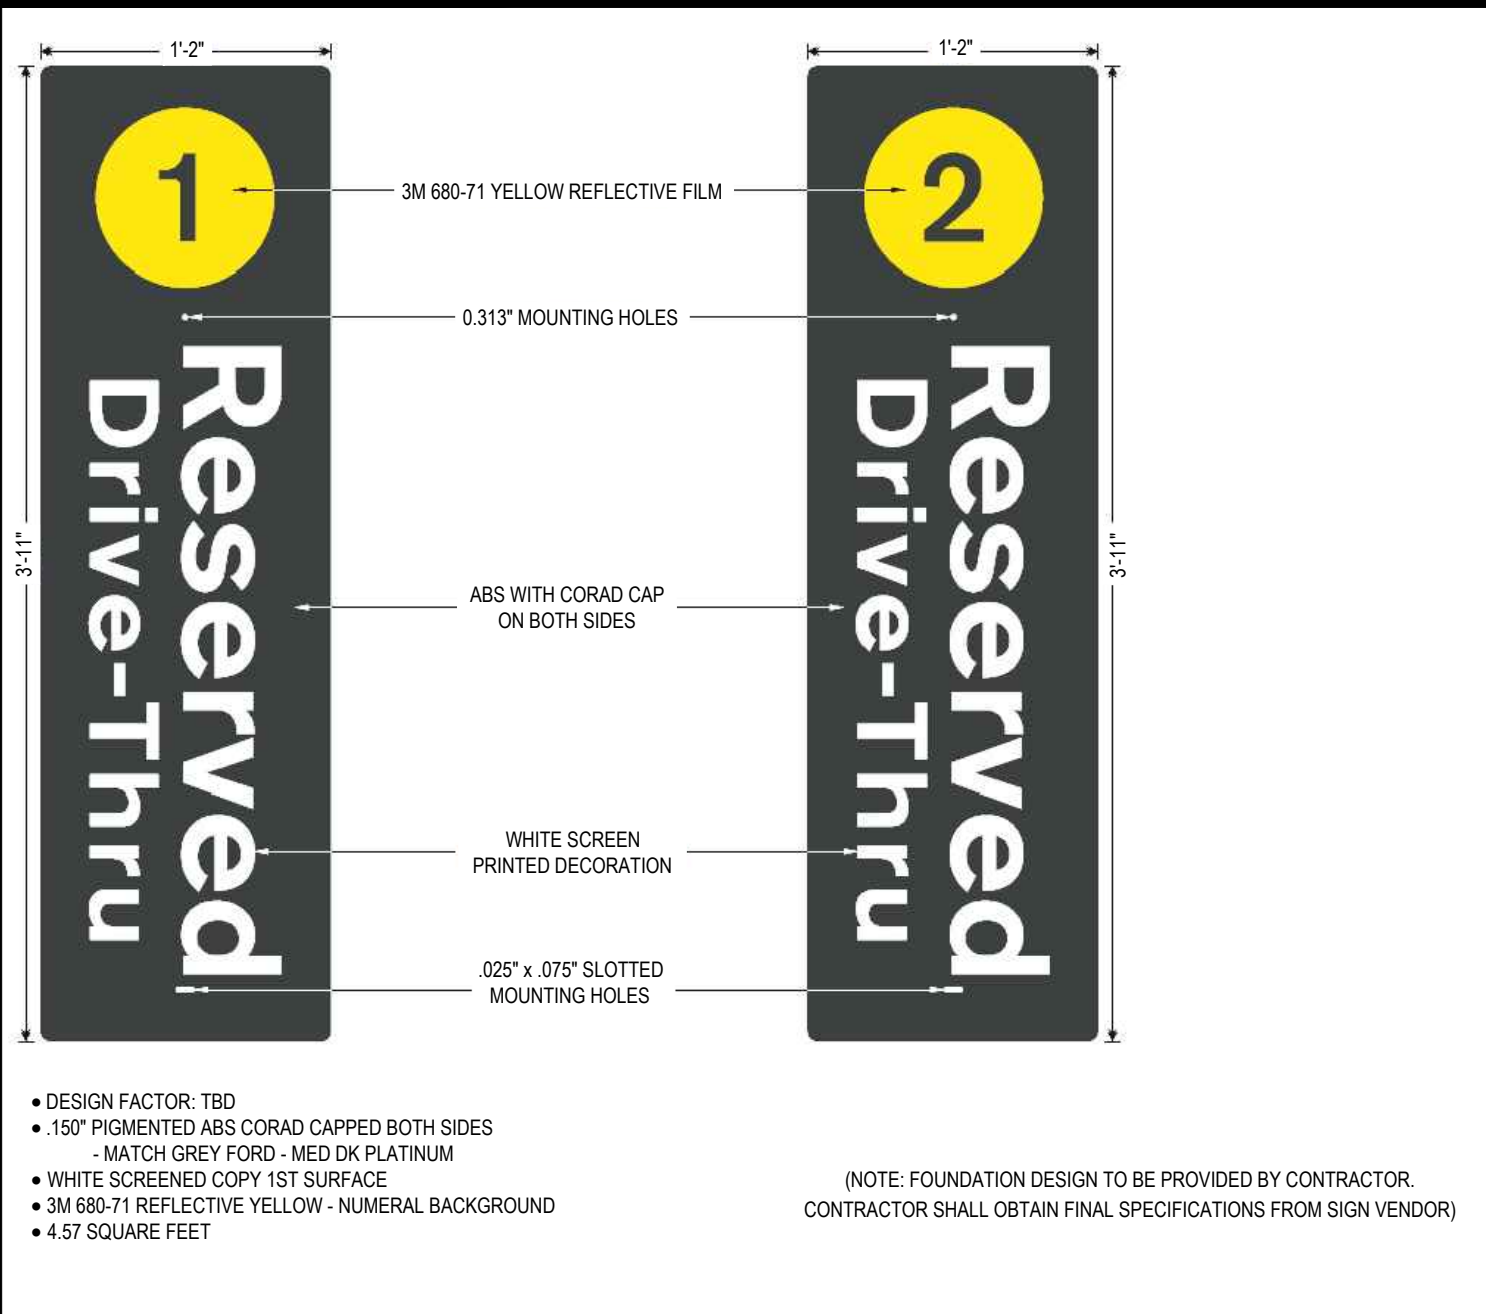 1'-2"
1'-2"
1
2
3M 680-71 YELLOW REFLECTIVE FILM
0.313" MOUNTING HOLES
Reserved
Drive-Thru
Reserved
Drive-Thru
3'-11"
3'-11"
ABS WITH CORAD CAP
ON BOTH SIDES
WHITE SCREEN
PRINTED DECORATION
.025" x .075" SLOTTED
MOUNTING HOLES
• DESIGN FACTOR: TBD
• .150" PIGMENTED ABS CORAD CAPPED BOTH SIDES
- MATCH GREY FORD - MED DK PLATINUM
• WHITE SCREENED COPY 1ST SURFACE
• 3M 680-71 REFLECTIVE YELLOW - NUMERAL BACKGROUND
• 4.57 SQUARE FEET
(NOTE: FOUNDATION DESIGN TO BE PROVIDED BY CONTRACTOR.
CONTRACTOR SHALL OBTAIN FINAL SPECIFICATIONS FROM SIGN VENDOR)